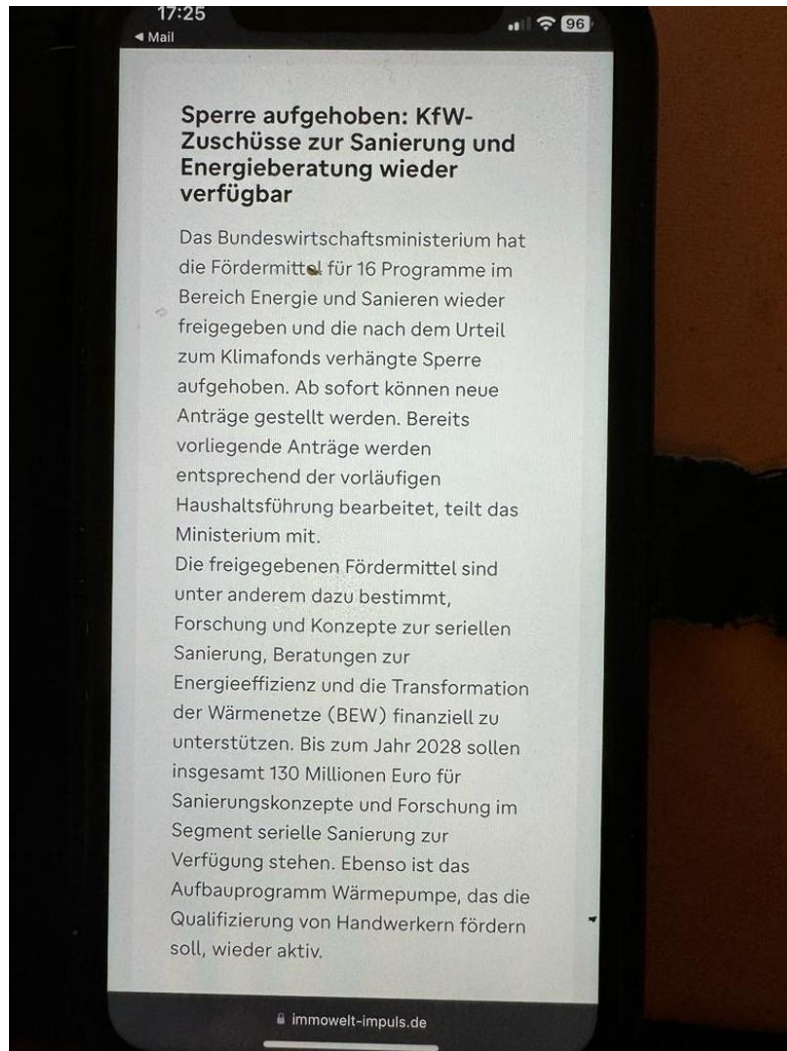 17:25
96
◄ Mail
Sperre aufgehoben: KfW-
Zuschüsse zur Sanierung und
Energieberatung wieder
verfügbar
Das Bundeswirtschaftsministerium hat
die Fördermittel für 16 Programme im
Bereich Energie und Sanieren wieder
freigegeben und die nach dem Urteil
zum Klimafonds verhängte Sperre
aufgehoben. Ab sofort können neue
Anträge gestellt werden. Bereits
vorliegende Anträge werden
entsprechend der vorläufigen
Haushaltsführung bearbeitet, teilt das
Ministerium mit.
Die freigegebenen Fördermittel sind
unter anderem dazu bestimmt,
Forschung und Konzepte zur seriellen
Sanierung, Beratungen zur
Energieeffizienz und die Transformation
der Wärmenetze (BEW) finanziell zu
unterstützen. Bis zum Jahr 2028 sollen
insgesamt 130 Millionen Euro für
Sanierungskonzepte und Forschung im
Segment serielle Sanierung zur
Verfügung stehen. Ebenso ist das
Aufbauprogramm Wärmepumpe, das die
Qualifizierung von Handwerkern fördern
soll, wieder aktiv.
immowelt-impuls.de